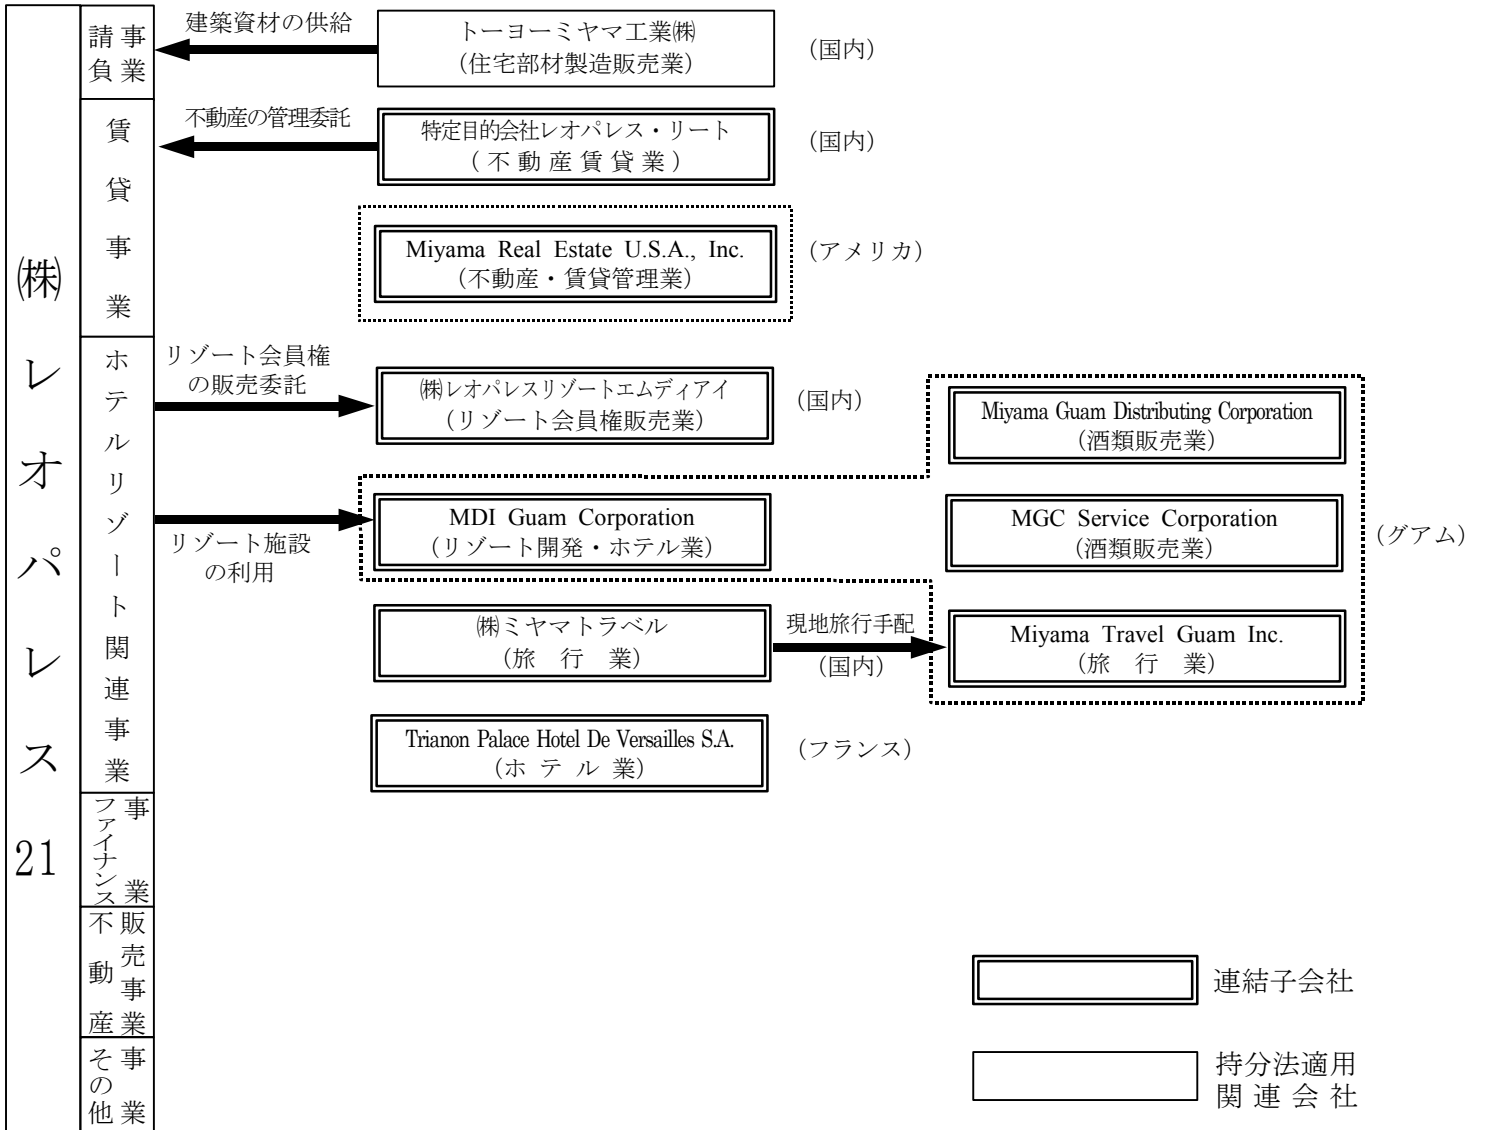 ㈱レオパレス21
請負事業
建築資材の供給
トーヨーミヤマ工業㈱
（住宅部材製造販売業）
（国内）
賃貸事業
不動産の管理委託
特定目的会社レオパレス・リート
（不動産賃貸業）
（国内）
Miyama Real Estate U.S.A., Inc.
（不動産・賃貸管理業）
（アメリカ）
ホテルリゾート関連事業
リゾート会員権
の販売委託
㈱レオパレスリゾートエムディアイ
（リゾート会員権販売業）
（国内）
Miyama Guam Distributing Corporation
（酒類販売業）
リゾート施設
の利用
MDI Guam Corporation
（リゾート開発・ホテル業）
MGC Service Corporation
（酒類販売業）
（グアム）
㈱ミヤマトラベル
（旅行業）
現地旅行手配
（国内）
Miyama Travel Guam Inc.
（旅行業）
Trianon Palace Hotel De Versailles S.A.
（ホテル業）
（フランス）
ファイナンス事業
不動産販売事業
その他事業
連結子会社
持分法適用
関連会社